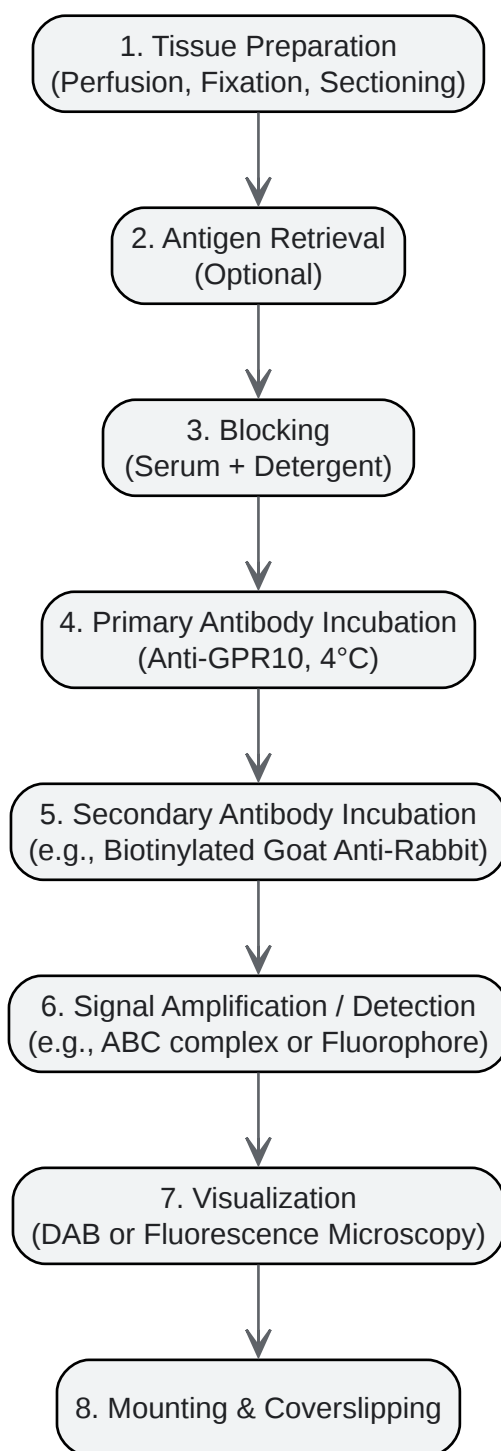 1. Tissue Preparation
(Perfusion, Fixation, Sectioning)
2. Antigen Retrieval
(Optional)
3. Blocking
(Serum + Detergent)
4. Primary Antibody Incubation
(Anti-GPR10, 4°C)
5. Secondary Antibody Incubation
(e.g., Biotinylated Goat Anti-Rabbit)
6. Signal Amplification / Detection
(e.g., ABC complex or Fluorophore)
7. Visualization
(DAB or Fluorescence Microscopy)
8. Mounting & Coverslipping